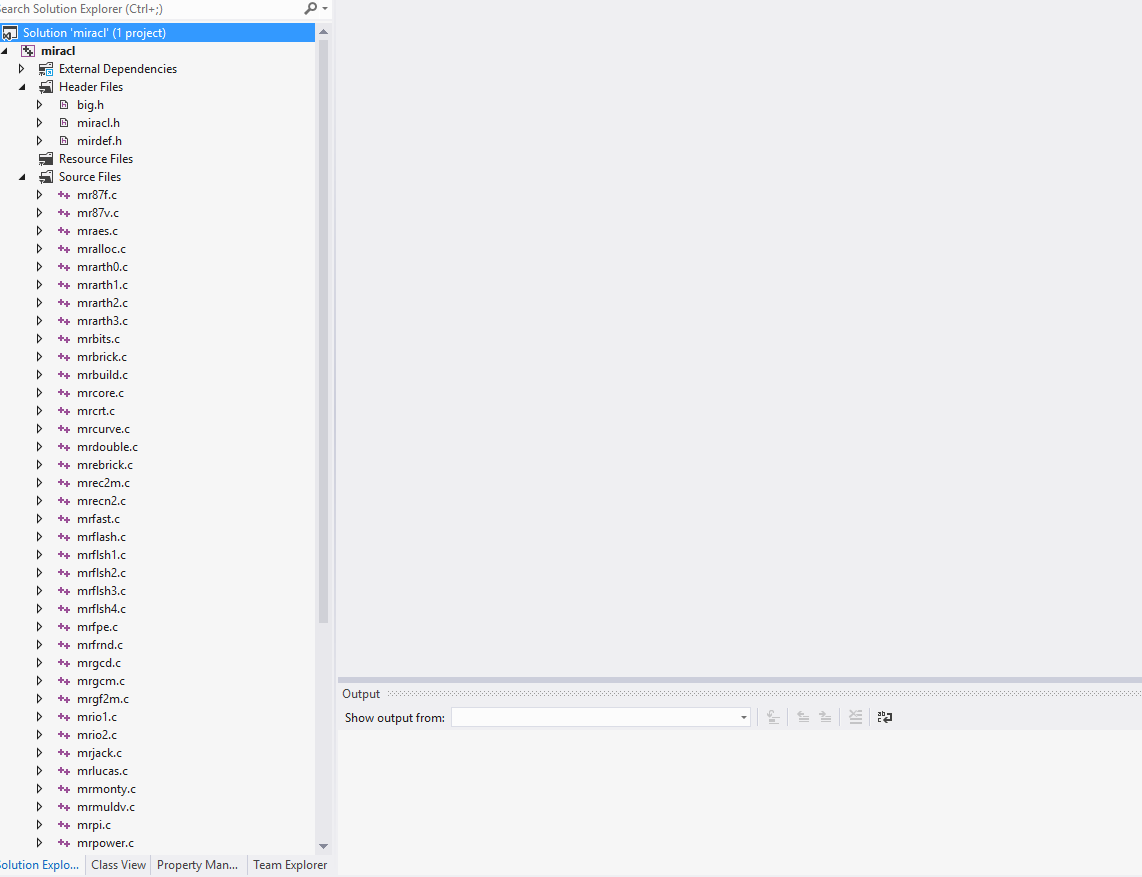 earch Solution Explorer (Ctrl+;)
Solution 'miracl' (1 project)
miracl
External Dependencies
Header Files
big.h
miracl.h
mirdef.h
Resource Files
Source Files
mr87f.c
mr87v.c
mraes.c
mralloc.c
mrarth0.c
mrarth1.c
mrarth2.c
mrarth3.c
mrbits.c
mrbrick.c
mrbuild.c
mrcore.c
mrcrt.c
mrcurve.c
mrdouble.c
mrebrick.c
mrec2m.c
mrecn2.c
mrfast.c
mrflash.c
mrflsh1.c
mrflsh2.c
mrflsh3.c
mrflsh4.c
mrfpe.c
mrfrnd.c
mrgcd.c
mrgcm.c
mrgf2m.c
mrio1.c
mrio2.c
mrjack.c
mrlucas.c
mrmonty.c
mrmuldv.c
mrpi.c
mrpower.c
olution Explo... Class View Property Man... Team Explorer
Output
Show output from: